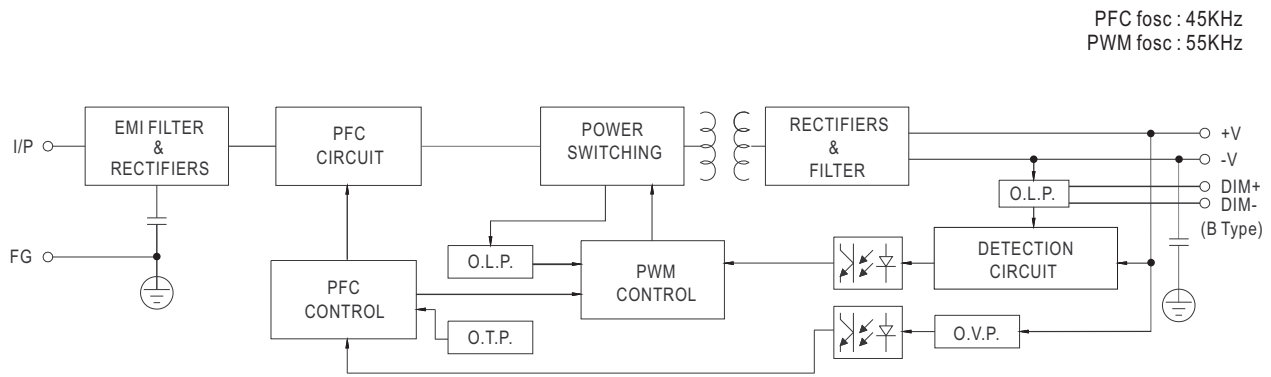 PFC fosc : 45KHz
PWM fosc : 55KHz
I/P
EMI FILTER
&
RECTIFIERS
PFC
CIRCUIT
POWER
SWITCHING
RECTIFIERS
&
FILTER
+V
-V
O.L.P.
DIM+
DIM-
(B Type)
FG
O.L.P.
PFC
CONTROL
PWM
CONTROL
DETECTION
CIRCUIT
O.T.P.
O.V.P.